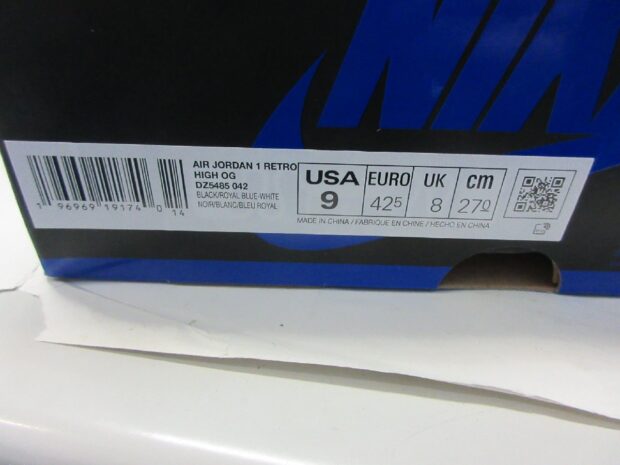 NIKE
AIR JORDAN 1 RETRO
HIGH OG
DZ5485 042
BLACK/ROYAL BLUE-WHITE
NOIR/BLANC/BLEU ROYAL
1 96969 19174 0 14
USA
9
EURO
42.5
UK
8
cm
27.0
MADE IN CHINA / FABRIQUE EN CHINE / HECHO EN CHINA